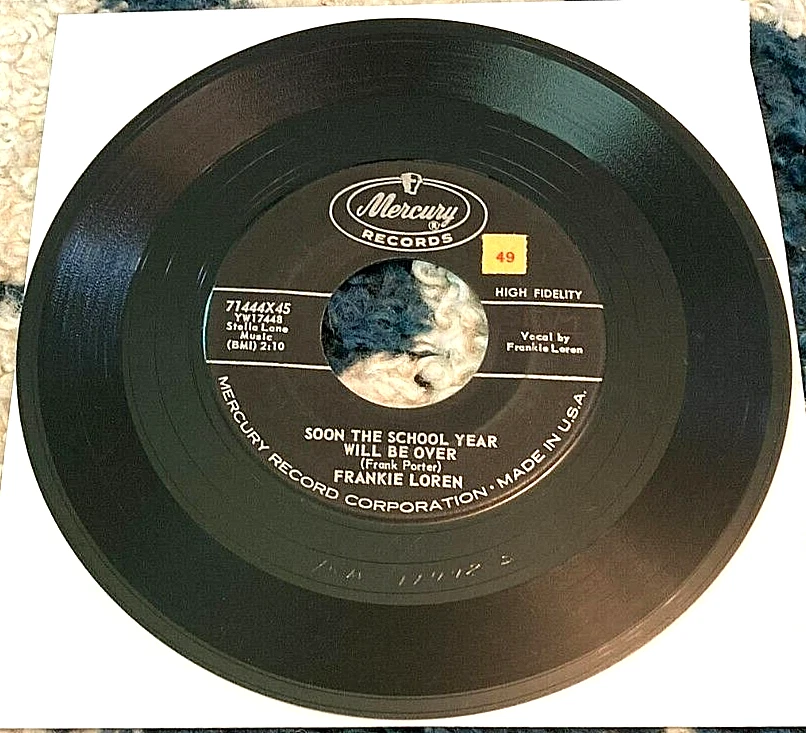 Mercury
®
RECORDS
49
HIGH FIDELITY
71444X45
YW17448
Stella Lane
Music
(BMI) 2:10
Vocal by
Frankie Loren
SOON THE SCHOOL YEAR
WILL BE OVER
(Frank Porter)
FRANKIE LOREN
MERCURY RECORD CORPORATION • MADE IN U.S.A.